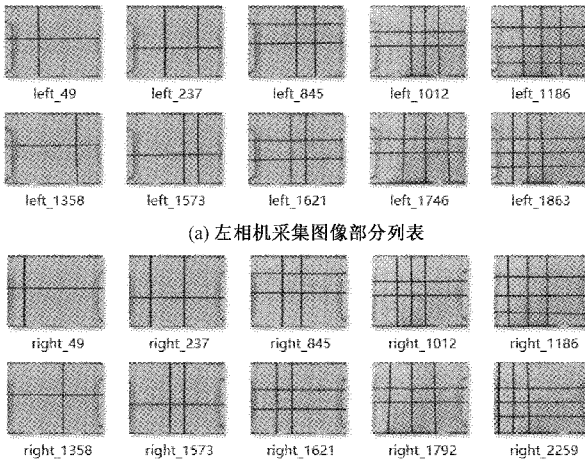 left_49 left_237 left_845 left_1012 left_1186
left_1358 left_1573 left_1621 left_1746 left_1863
(a) 左相机采集图像部分列表
right_49 right_237 right_845 right_1012 right_1186
right_1358 right_1573 right_1621 right_1792 right_2259